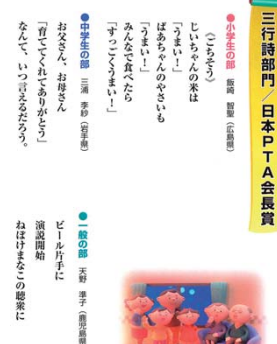 三行詩部門/日本PTA会長賞
●小学生の部 飯崎 智聖(広島県)
〈ごちそう〉
じいちゃんの米は
「うまい！」
ばあちゃんのやさいも
「うまい！」
みんなで食べたら
「すっごくうまい！」
●中学生の部 三浦 李紗(岩手県)
お父さん、お母さん
「育ててくれてありがとう」
なんて、いつ言えるだろう。
●一般の部 天野 準子(鹿児島県
ビール片手に
演説開始
ねぼけまなこの聴衆に